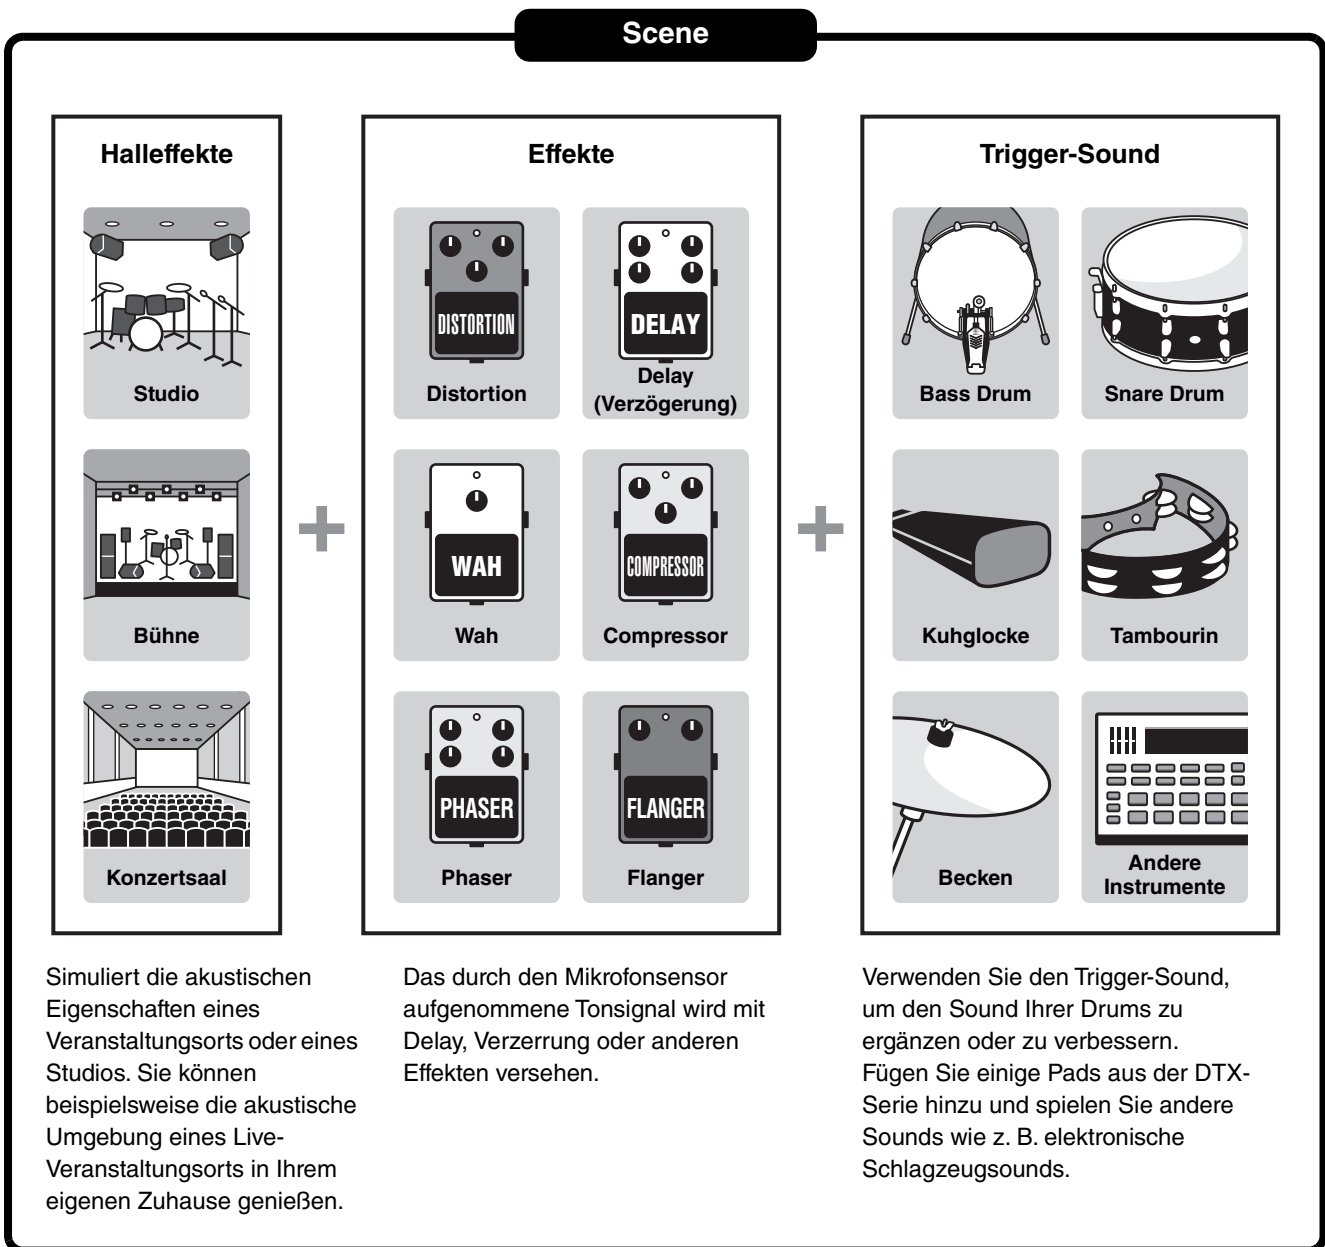 Scene
Halleffekte
Studio
Bühne
Konzertsaal
Effekte
DISTORTION
Distortion
DELAY
Delay
(Verzögerung)
WAH
Wah
COMPRESSOR
Compressor
PHASER
Phaser
FLANGER
Flanger
Trigger-Sound
Bass Drum
Snare Drum
Kuhglocke
Tambourin
Becken
Andere
Instrumente
Simuliert die akustischen
Eigenschaften eines
Veranstaltungsorts oder eines
Studios. Sie können
beispielsweise die akustische
Umgebung eines Live-
Veranstaltungsorts in Ihrem
eigenen Zuhause genießen.
Das durch den Mikrofonsensor
aufgenommene Tonsignal wird mit
Delay, Verzerrung oder anderen
Effekten versehen.
Verwenden Sie den Trigger-Sound,
um den Sound Ihrer Drums zu
ergänzen oder zu verbessern.
Fügen Sie einige Pads aus der DTX-
Serie hinzu und spielen Sie andere
Sounds wie z. B. elektronische
Schlagzeugsounds.